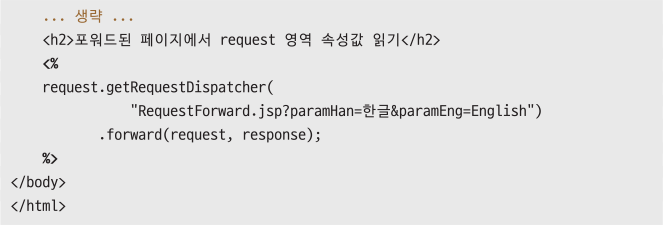 ... 생략 ...
<h2>포워드된 페이지에서 request 영역 속성값 읽기</h2>
<%
request.getRequestDispatcher(
"RequestForward.jsp?paramHan=한글&paramEng=English")
.forward(request, response);
%>
</body>
</html>